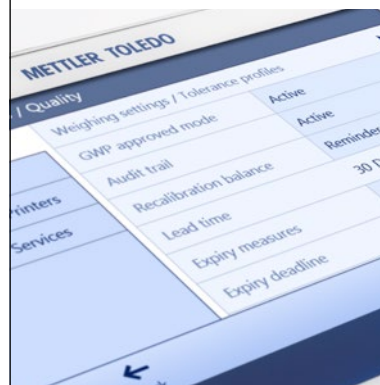 METTLER TOLEDO
/ Quality
Weighing settings / Tolerance profiles
GWP approved mode
Active
Audit trail
Active
Recalibration balance
Reminder
Lead time
30 D
Expiry measures
Expiry deadline
Printers
Services